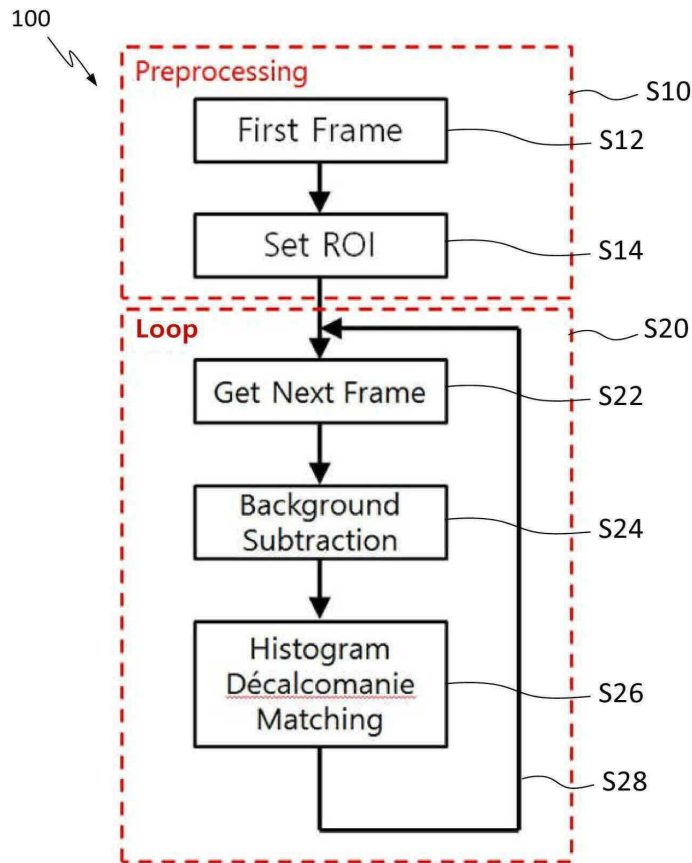 100
Preprocessing
S10
First Frame
S12
Set ROI
S14
Loop
S20
Get Next Frame
S22
Background
Subtraction
S24
Histogram
Décalcomanie
Matching
S26
S28